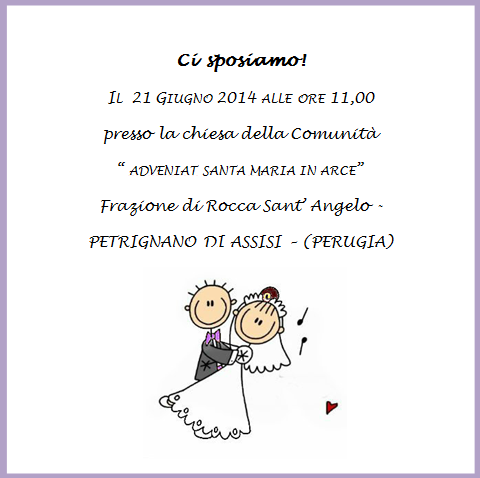 Ci sposiamo!
IL 21 GIUGNO 2014 ALLE ORE 11,00
presso la chiesa della Comunità
“ ADVENIAT SANTA MARIA IN ARCE”
Frazione di Rocca Sant’ Angelo -
PETRIGNANO DI ASSISI – (PERUGIA)